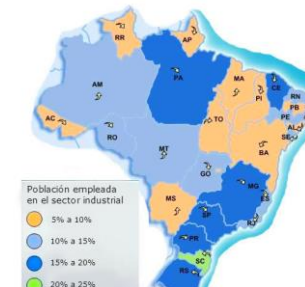 RR
AP
AM
PA
MA
CE
RN
PB
PE
AL
SE
PI
AC
RO
TO
BA
MT
GO
MG
ES
MS
SP
RJ
PR
SC
RS
Población empleada
en el sector industrial
5% a 10%
10% a 15%
15% a 20%
20% a 25%